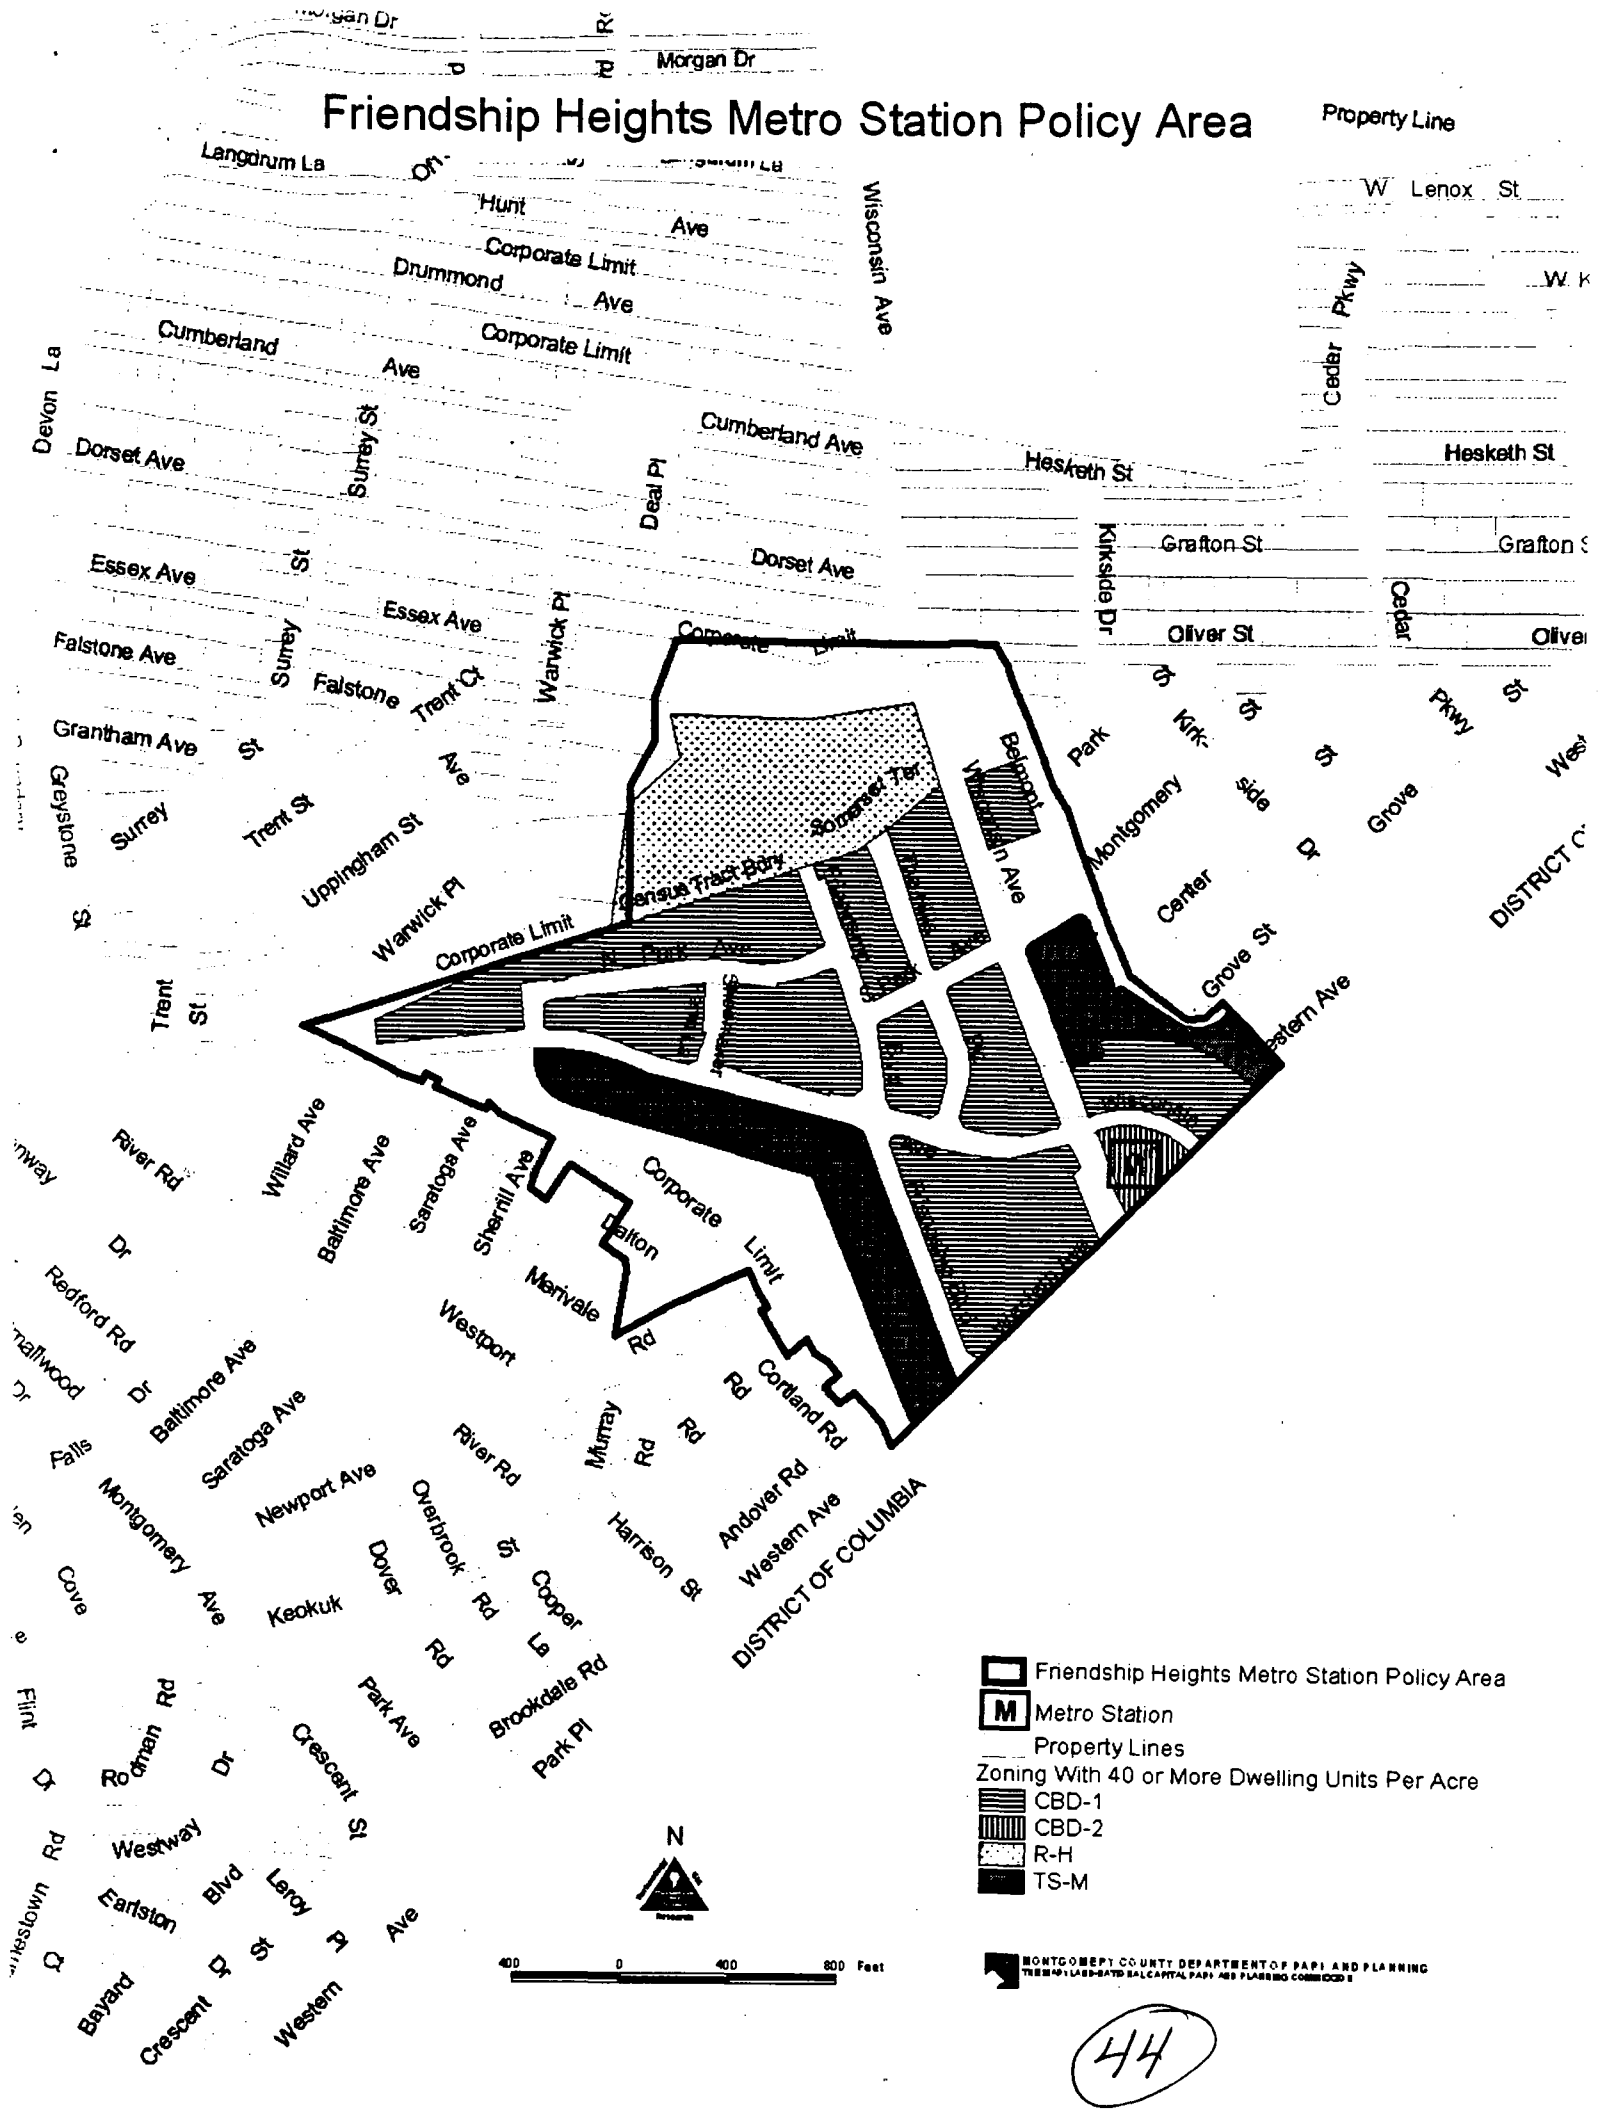 Morgan Dr
Morgan Dr
Friendship Heights Metro Station Policy Area
Property Line
Langdrum La
W Lenox St
Hunt
Ave
Wisconsin Ave
Corporate Limit
Drummond
Ave
Cedar Pkwy
Cumberland
Ave
Corporate Limit
Devon La
Surrey St
Cumberland Ave
Dorset Ave
Deal Pl
Hesketh St
Hesketh St
Kirkside Dr
Grafton St
Grafton
Essex Ave
St
Dorset Ave
Essex Ave
Warwick Pl
Cedar
Falstone Ave
Surrey
Corporate Limit
Oliver St
Falstone
Trent Ct
St
Kirk-
St
Pkwy
St
Grantham Ave
St
Ave
Park
side
St
Greystone
St
Surrey
Trent St
Uppingham St
Warwick Pl
Belmont
Wisconsin Ave
Somerset Ter
Montgomery
Dr
Grove
Census Tract Bdry
Corporate Limit
Center
Grove St
N Park Ave
S Park Ave
Trent
St
River Rd
Willard Ave
Baltimore Ave
Saratoga Ave
Sherrill Ave
Wisconsin
Ave
Corporate
Limit
Dalton
Dr
Redford Rd
Merivale
Rd
Westport
Western Ave
Dr
Baltimore Ave
Saratoga Ave
Rd
Cortland Rd
Falls
Montgomery
Ave
Newport Ave
River Rd
Murray
Rd
Rd
Overbrook
Rd
Dover
Rd
St
Harrison St
Andover Rd
Western Ave
DISTRICT OF COLUMBIA
Cove
Keokuk
Cooper
La
Brookdale Rd
Park Ave
Park Pl
Flint
Dr
Rodman Rd
Dr
Crescent
St
Westway
Rd
Earlston
Blvd
Leroy
Pl
Ave
Dr
St
Bayard
Crescent
Western
Friendship Heights Metro Station Policy Area
M Metro Station
Property Lines
Zoning With 40 or More Dwelling Units Per Acre
CBD-1
CBD-2
R-H
TS-M
N
Research
400 0 400 800 Feet
44